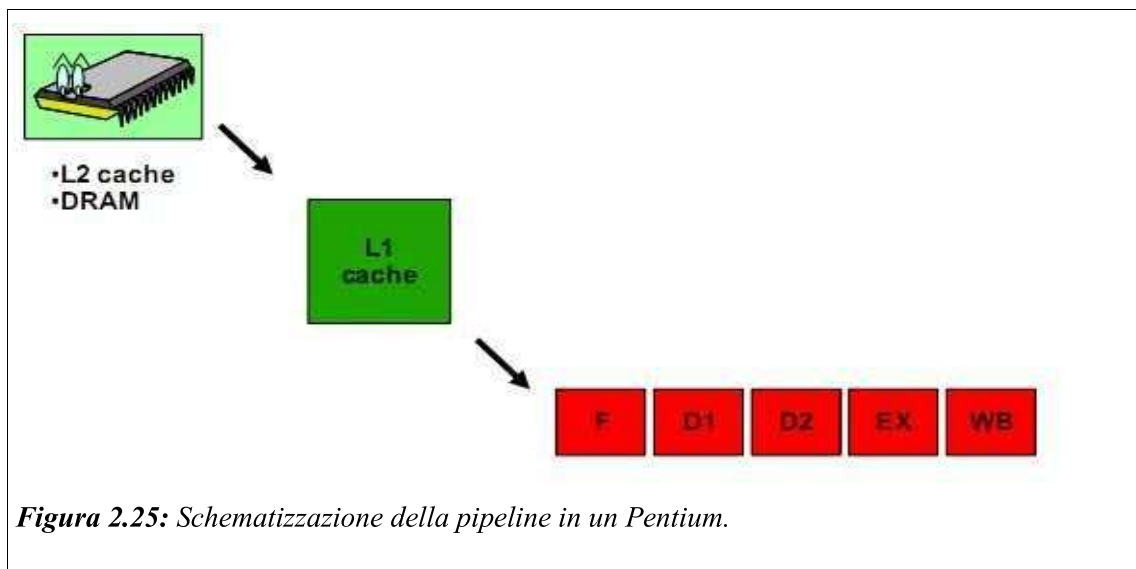 •L2 cache
•DRAM
L1
cache
F D1 D2 EX WB
Figura 2.25: Schematizzazione della pipeline in un Pentium.